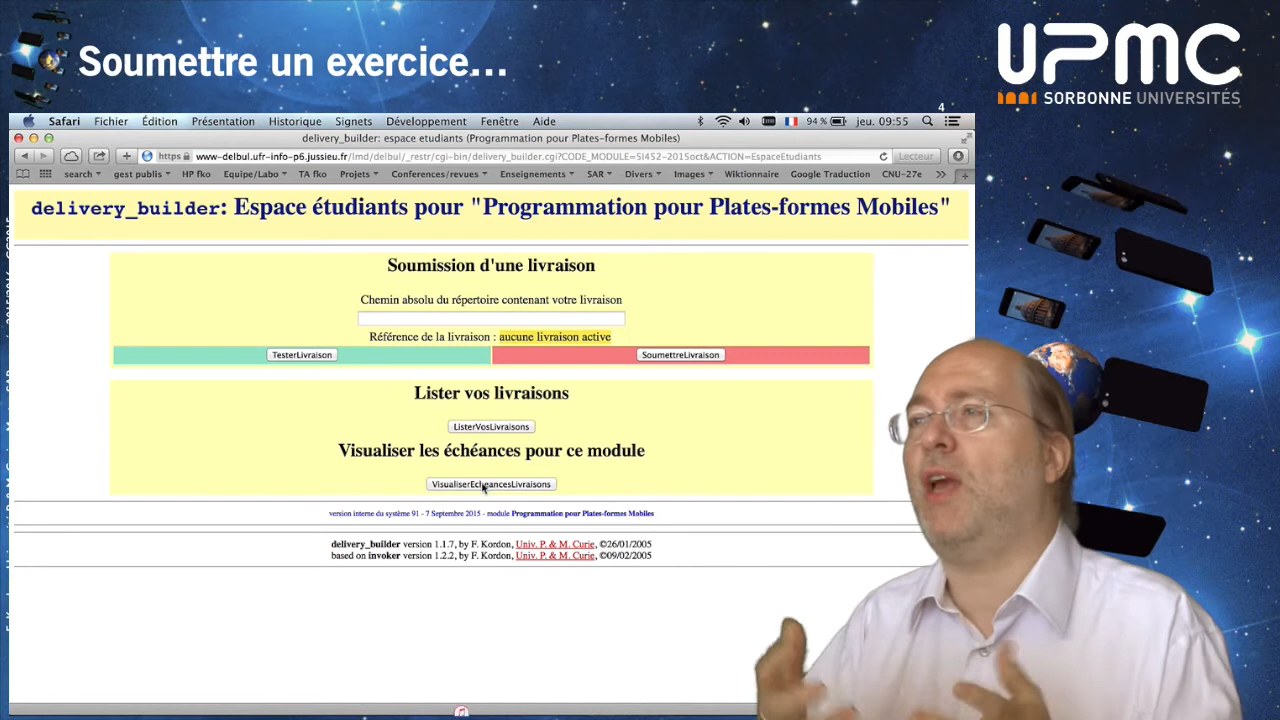 Soumettre un exercice...
UPMC
SORBONNE UNIVERSITÉS
4
Safari Fichier Édition Présentation Historique Signets Développement Fenêtre Aide 94 % jeu. 09:55
delivery_builder: espace etudiants (Programmation pour Plates-formes Mobiles)
https www-delbul.ufr-info-p6.jussieu.fr/lmd/delbul/_restr/cgi-bin/delivery_builder.cgi?CODE_MODULE=5I452-2015oct&ACTION=EspaceEtudiants Lecteur
search gest publis HP fko Equipe/Labo TA fko Projets Conferences/revues Enseignements SAR Divers Images Wiktionnaire Google Traduction CNU-27e
delivery_builder: Espace étudiants pour "Programmation pour Plates-formes Mobiles"
Soumission d'une livraison
Chemin absolu du répertoire contenant votre livraison
Référence de la livraison : aucune livraison active
TesterLivraison SoumettreLivraison
Lister vos livraisons
ListerVosLivraisons
Visualiser les échéances pour ce module
VisualiserEcheancesLivraisons
version interne du système 91 - 7 Septembre 2015 - module Programmation pour Plates-formes Mobiles
delivery_builder version 1.1.7, by F. Kordon, Univ. P. & M. Curie, ©26/01/2005
based on invoker version 1.2.2, by F. Kordon, Univ. P. & M. Curie, ©09/02/2005